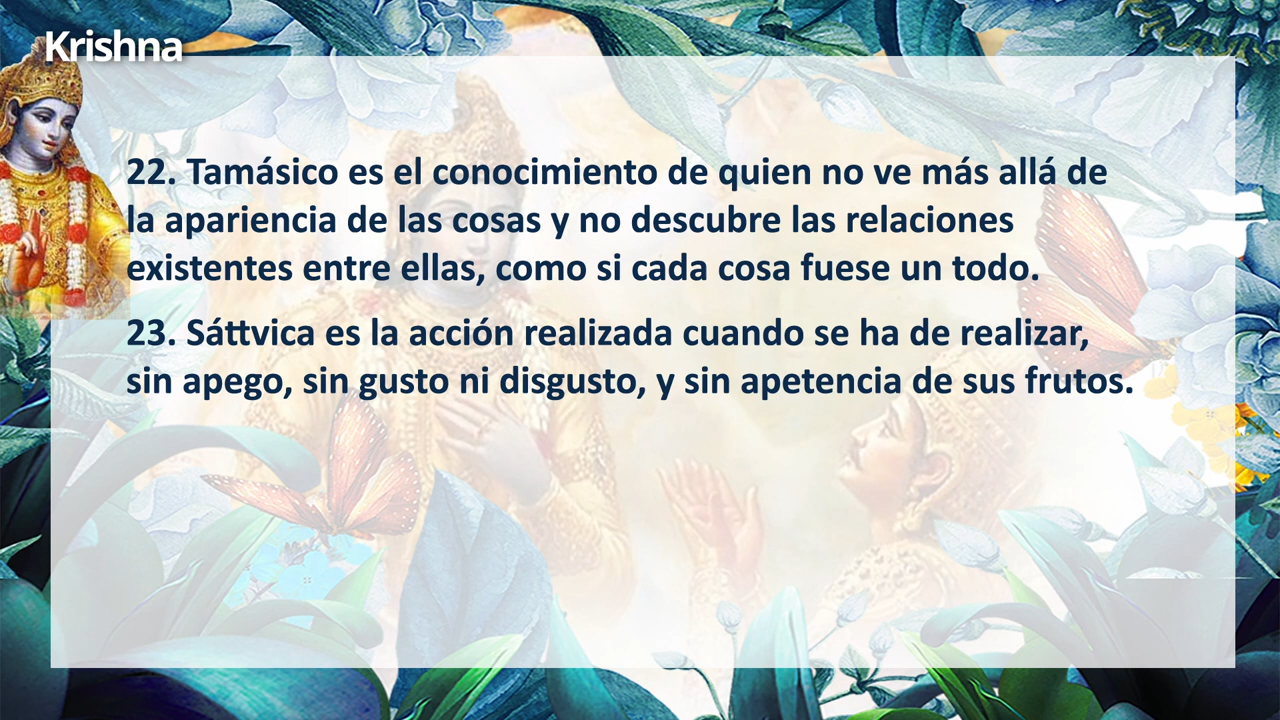 Krishna
22. Tamásico es el conocimiento de quien no ve más allá de
la apariencia de las cosas y no descubre las relaciones
existentes entre ellas, como si cada cosa fuese un todo.
23. Sáttvica es la acción realizada cuando se ha de realizar,
sin apego, sin gusto ni disgusto, y sin apetencia de sus frutos.